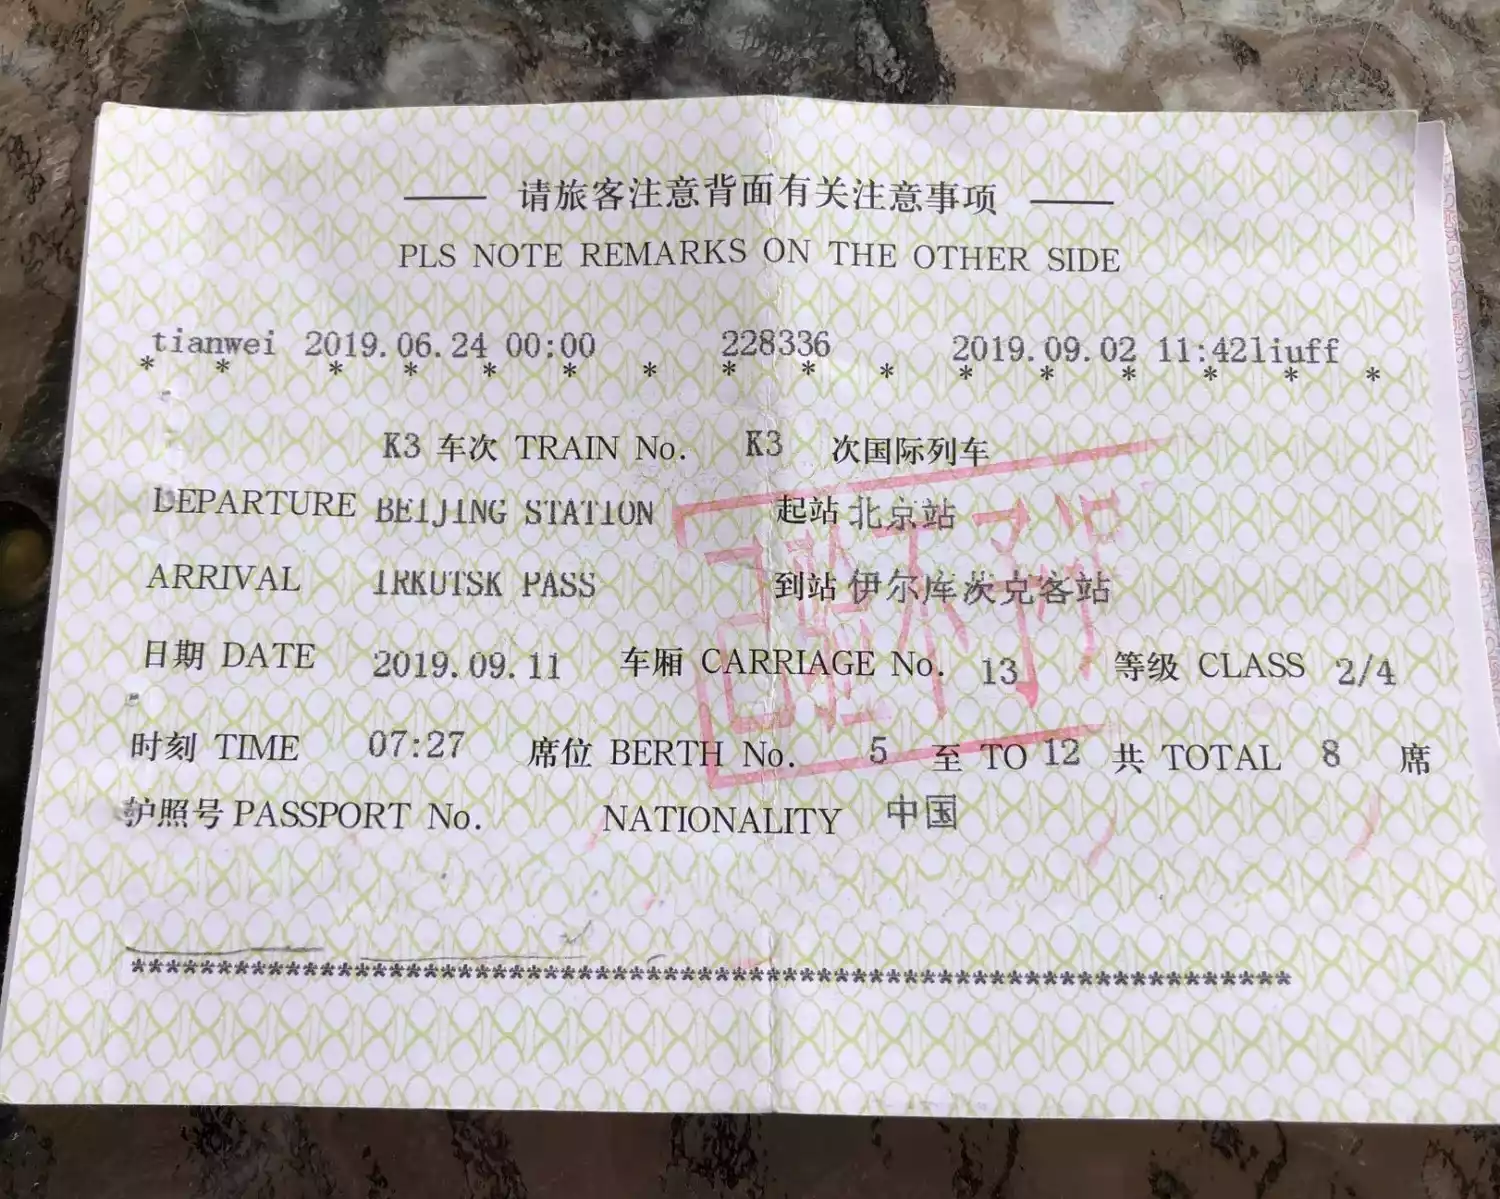 请旅客注意背面有关注意事项
PLS NOTE REMARKS ON THE OTHER SIDE
tianwei 2019.06.24 00:00 228336 2019.09.02 11:42liuff
* * * * * * * * * * * * * * * *
K3 车次 TRAIN No. K3 次国际列车
DEPARTURE BEIJING STATION 起站 北京站
ARRIVAL IRKUTSK PASS 到站 伊尔库茨克客站
日期 DATE 2019.09.11 车厢 CARRIAGE No. 13 等级 CLASS 2/4
时刻 TIME 07:27 席位 BERTH No. 5 至 TO 12 共 TOTAL 8 席
护照号 PASSPORT No. NATIONALITY 中国